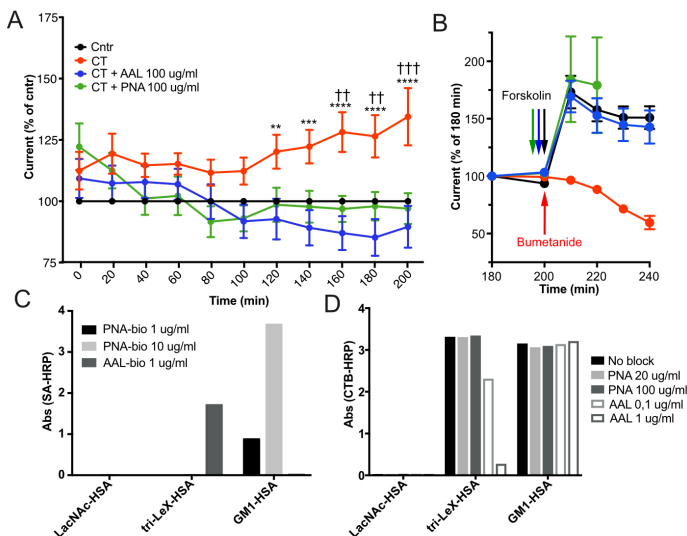 A
Current (% of cntr)
175
150
125
100
75
Cntr
CT
CT + AAL 100 ug/ml
CT + PNA 100 ug/ml
**
***
††
****
††
****
†††
****
0
20
40
60
80
100
120
140
160
180
200
Time (min)
B
Current (% of 180 min)
200
150
100
50
Forskolin
Bumetanide
180
200
220
240
Time (min)
C
Abs (SA-HRP)
4
3
2
1
0
PNA-bio 1 ug/ml
PNA-bio 10 ug/ml
AAL-bio 1 ug/ml
LacNAc-HSA
tri-LeX-HSA
GM1-HSA
D
Abs (CTB-HRP)
4
3
2
1
0
No block
PNA 20 ug/ml
PNA 100 ug/ml
AAL 0,1 ug/ml
AAL 1 ug/ml
LacNAc-HSA
tri-LeX-HSA
GM1-HSA